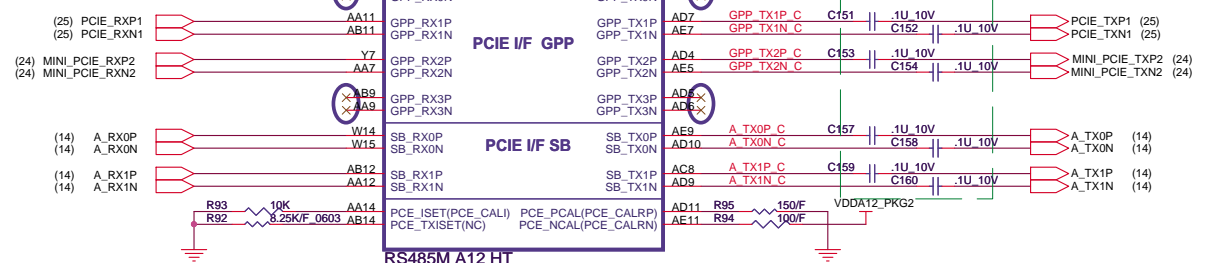 (25) PCIE_RXP1 AA11 GPP_RX1P GPP_TX1P AD7 GPP_TX1P_C C151 .1U_10V PCIE_TXP1 (25)
(25) PCIE_RXN1 AB11 GPP_RX1N PCIE I/F GPP GPP_TX1N AE7 GPP_TX1N_C C152 .1U_10V PCIE_TXN1 (25)
(24) MINI_PCIE_RXP2 Y7 GPP_RX2P GPP_TX2P AD4 GPP_TX2P_C C153 .1U_10V MINI_PCIE_TXP2 (24)
(24) MINI_PCIE_RXN2 AA7 GPP_RX2N GPP_TX2N AE5 GPP_TX2N_C C154 .1U_10V MINI_PCIE_TXN2 (24)
AB9 GPP_RX3P GPP_TX3P AD5
AA9 GPP_RX3N GPP_TX3N AD6
(14) A_RX0P W14 SB_RX0P SB_TX0P AE9 A_TX0P_C C157 .1U_10V A_TX0P (14)
(14) A_RX0N W15 SB_RX0N PCIE I/F SB SB_TX0N AD10 A_TX0N_C C158 .1U_10V A_TX0N (14)
(14) A_RX1P AB12 SB_RX1P SB_TX1P AC8 A_TX1P_C C159 .1U_10V A_TX1P (14)
(14) A_RX1N AA12 SB_RX1N SB_TX1N AD9 A_TX1N_C C160 .1U_10V A_TX1N (14)
VDDA12_PKG2
R93 10K AA14 PCE_ISET(PCE_CALI) PCE_PCAL(PCE_CALRP) AD11 R95 150/F
R92 8.25K/F_0603 AB14 PCE_TXISET(NC) PCE_NCAL(PCE_CALRN) AE11 R94 100/F
RS485M A12 HT